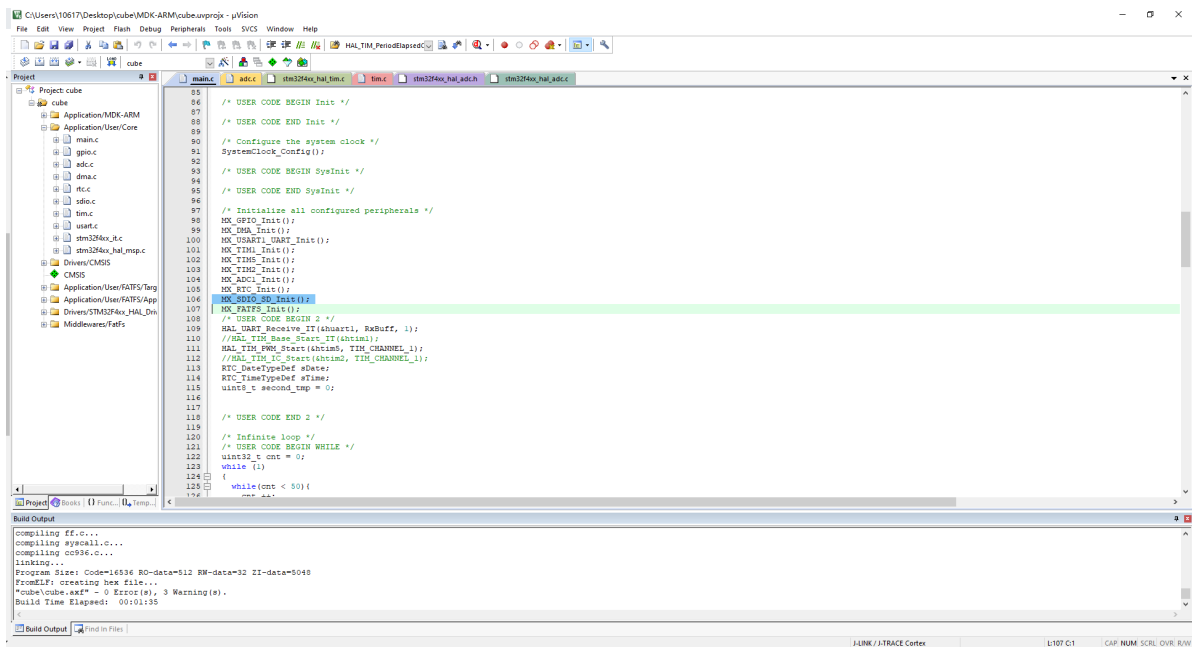 C:\Users\10617\Desktop\cube\MDK-ARM\cube.uvprojx - µVision
File Edit View Project Flash Debug Peripherals Tools SVCS Window Help
HAL_TIM_PeriodElapsedC
cube
Project
main.c adc.c stm32f4xx_hal_tim.c tim.c stm32f4xx_hal_adc.h stm32f4xx_hal_adc.c
Project: cube
cube
Application/MDK-ARM
Application/User/Core
main.c
gpio.c
adc.c
dma.c
rtc.c
sdio.c
tim.c
usart.c
stm32f4xx_it.c
stm32f4xx_hal_msp.c
Drivers/CMSIS
CMSIS
Application/User/FATFS/Targ
Application/User/FATFS/App
Drivers/STM32F4xx_HAL_Driv
Middlewares/FatFs
85
86 /* USER CODE BEGIN Init */
87
88 /* USER CODE END Init */
89
90 /* Configure the system clock */
91 SystemClock_Config();
92
93 /* USER CODE BEGIN SysInit */
94
95 /* USER CODE END SysInit */
96
97 /* Initialize all configured peripherals */
98 MX_GPIO_Init();
99 MX_DMA_Init();
100 MX_USART1_UART_Init();
101 MX_TIM1_Init();
102 MX_TIM5_Init();
103 MX_TIM2_Init();
104 MX_ADC1_Init();
105 MX_RTC_Init();
106 MX_SDIO_SD_Init();
107 MX_FATFS_Init();
108 /* USER CODE BEGIN 2 */
109 HAL_UART_Receive_IT(&huart1, RxBuff, 1);
110 //HAL_TIM_Base_Start_IT(&htim1);
111 HAL_TIM_PWM_Start(&htim5, TIM_CHANNEL_1);
112 //HAL_TIM_IC_Start(&htim2, TIM_CHANNEL_1);
113 RTC_DateTypeDef sDate;
114 RTC_TimeTypeDef sTime;
115 uint8_t second_tmp = 0;
116
117
118 /* USER CODE END 2 */
119
120 /* Infinite loop */
121 /* USER CODE BEGIN WHILE */
122 uint32_t cnt = 0;
123 while (1)
124 {
125 while(cnt < 50){
126 cnt ++;
Project Books {} Func... Temp...
Build Output
compiling ff.c...
compiling syscall.c...
compiling cc936.c...
linking...
Program Size: Code=16536 RO-data=512 RW-data=32 ZI-data=5048
FromELF: creating hex file...
"cube\cube.axf" - 0 Error(s), 3 Warning(s).
Build Time Elapsed: 00:01:35
Build Output Find In Files
J-LINK / J-TRACE Cortex L:107 C:1 CAP NUM SCRL OVR R/W